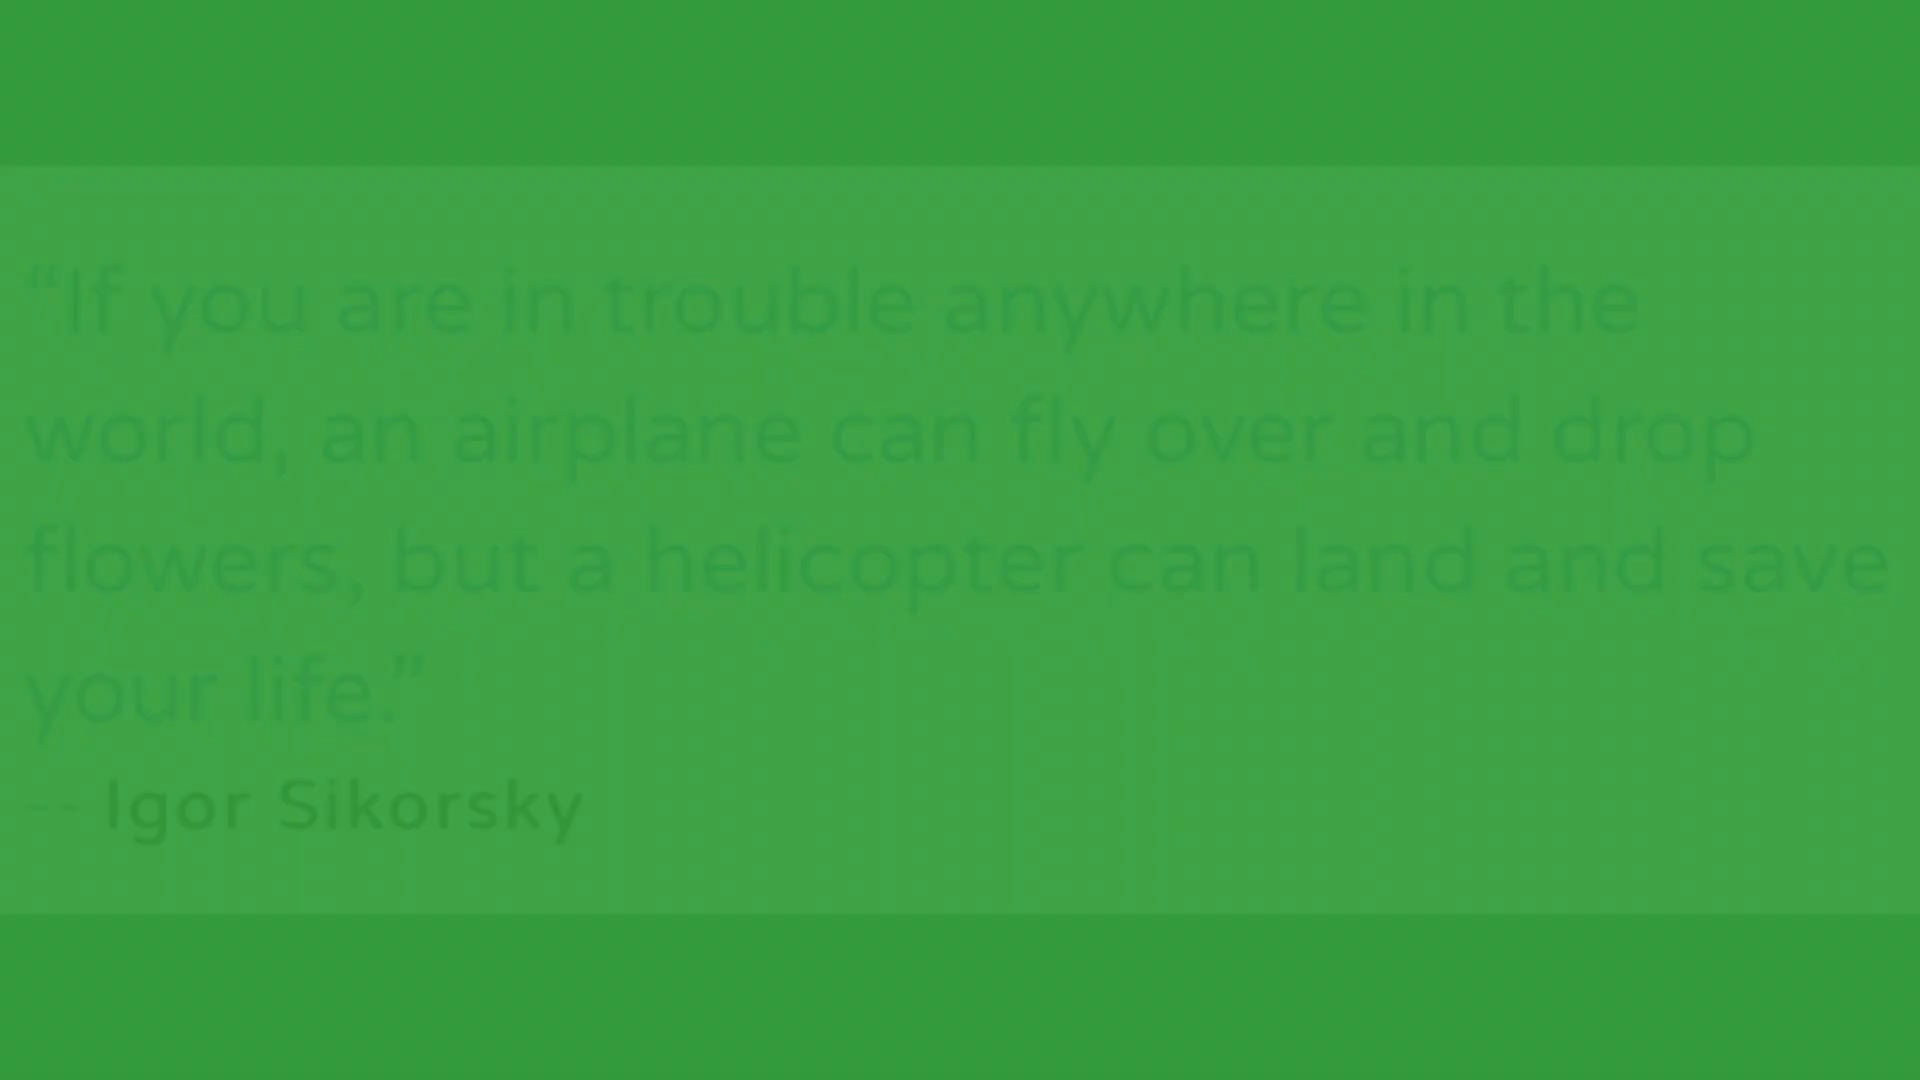 “If you are in trouble anywhere in the
world, an airplane can fly over and drop
flowers, but a helicopter can land and save
your life.”
-- Igor Sikorsky